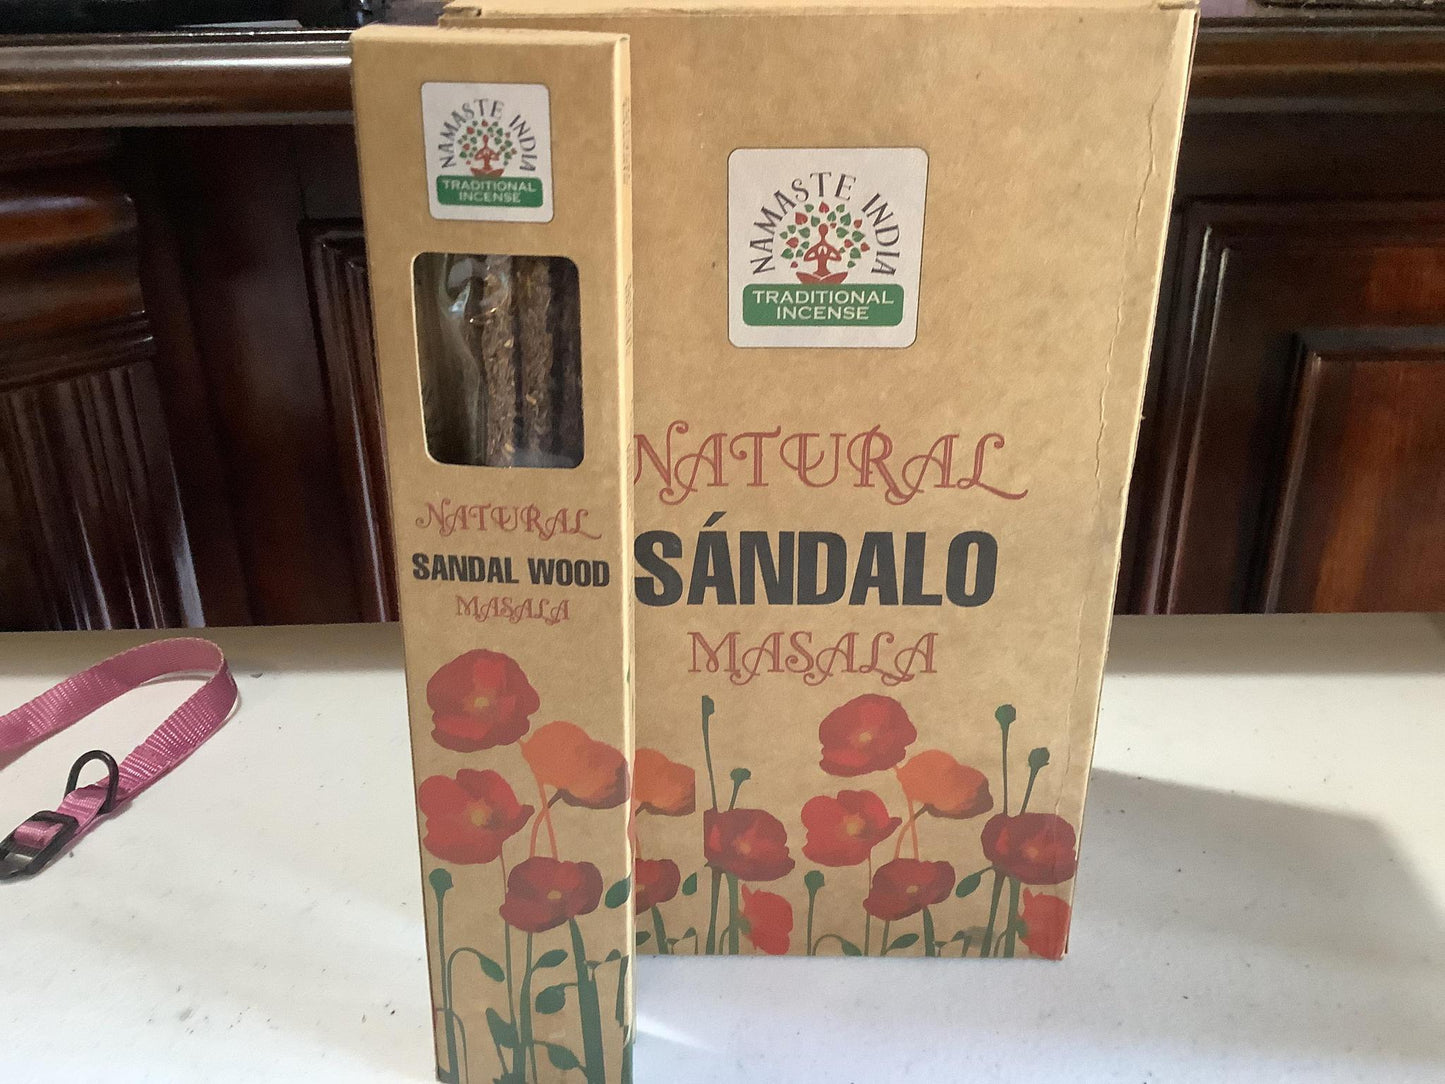 NAMASTE INDIA
TRADITIONAL
INCENSE
NATURAL
SANDAL WOOD
MASALA
NAMASTE INDIA
TRADITIONAL
INCENSE
NATURAL
SÁNDALO
MASALA